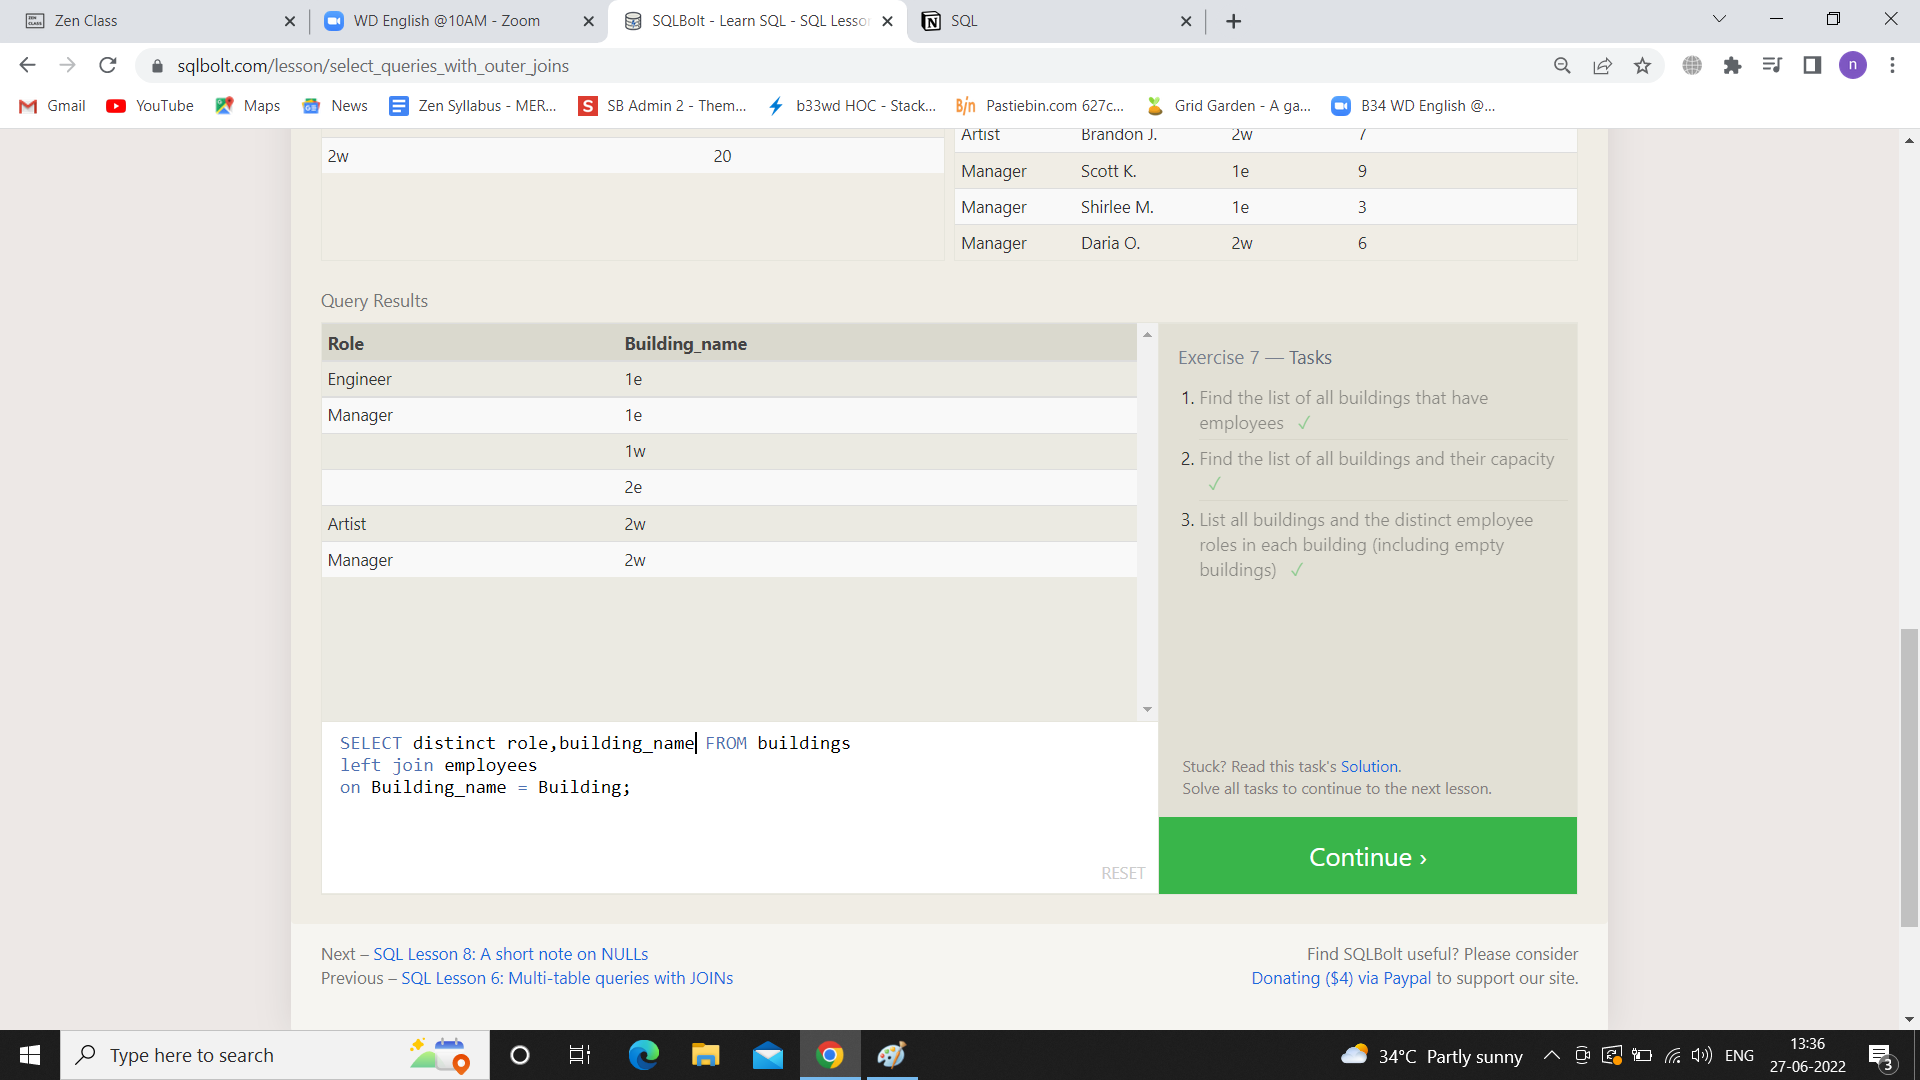 Zen Class
WD English @10AM - Zoom
SQLBolt - Learn SQL - SQL Lesson
SQL
sqlbolt.com/lesson/select_queries_with_outer_joins
n
Gmail
YouTube
Maps
News
Zen Syllabus - MER...
SB Admin 2 - Them...
b33wd HOC - Stack...
Pastiebin.com 627c...
Grid Garden - A ga...
B34 WD English @...
2w 20
Artist Brandon J. 2w 7
Manager Scott K. 1e 9
Manager Shirlee M. 1e 3
Manager Daria O. 2w 6
Query Results
Role Building_name
Engineer 1e
Manager 1e
1w
2e
Artist 2w
Manager 2w
SELECT distinct role,building_name FROM buildings
left join employees
on Building_name = Building;
RESET
Exercise 7 — Tasks
1. Find the list of all buildings that have
employees ✓
2. Find the list of all buildings and their capacity
✓
3. List all buildings and the distinct employee
roles in each building (including empty
buildings) ✓
Stuck? Read this task's Solution.
Solve all tasks to continue to the next lesson.
Continue ›
Next – SQL Lesson 8: A short note on NULLs
Previous – SQL Lesson 6: Multi-table queries with JOINs
Find SQLBolt useful? Please consider
Donating ($4) via Paypal to support our site.
Type here to search
34°C Partly sunny
ENG
13:36
27-06-2022
3